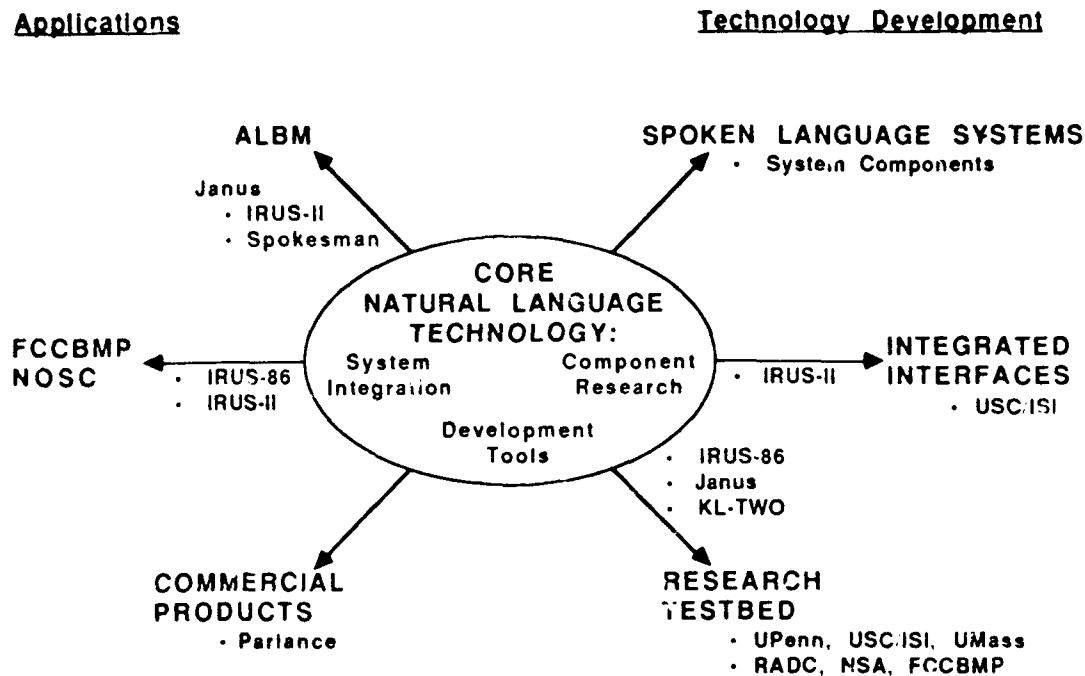 Applications
Technology Development
ALBM
SPOKEN LANGUAGE SYSTEMS
• System Components
Janus
• IRUS-II
• Spokesman
CORE
NATURAL LANGUAGE
TECHNOLOGY:
System
Integration
Component
Research
Development
Tools
FCCBMP
NOSC
• IRUS-86
• IRUS-II
• IRUS-II
INTEGRATED
INTERFACES
• USC/ISI
• IRUS-86
• Janus
• KL-TWO
COMMERCIAL
PRODUCTS
• Parlance
RESEARCH
TESTBED
• UPenn, USC/ISI, UMass
• RADC, NSA, FCCBMP